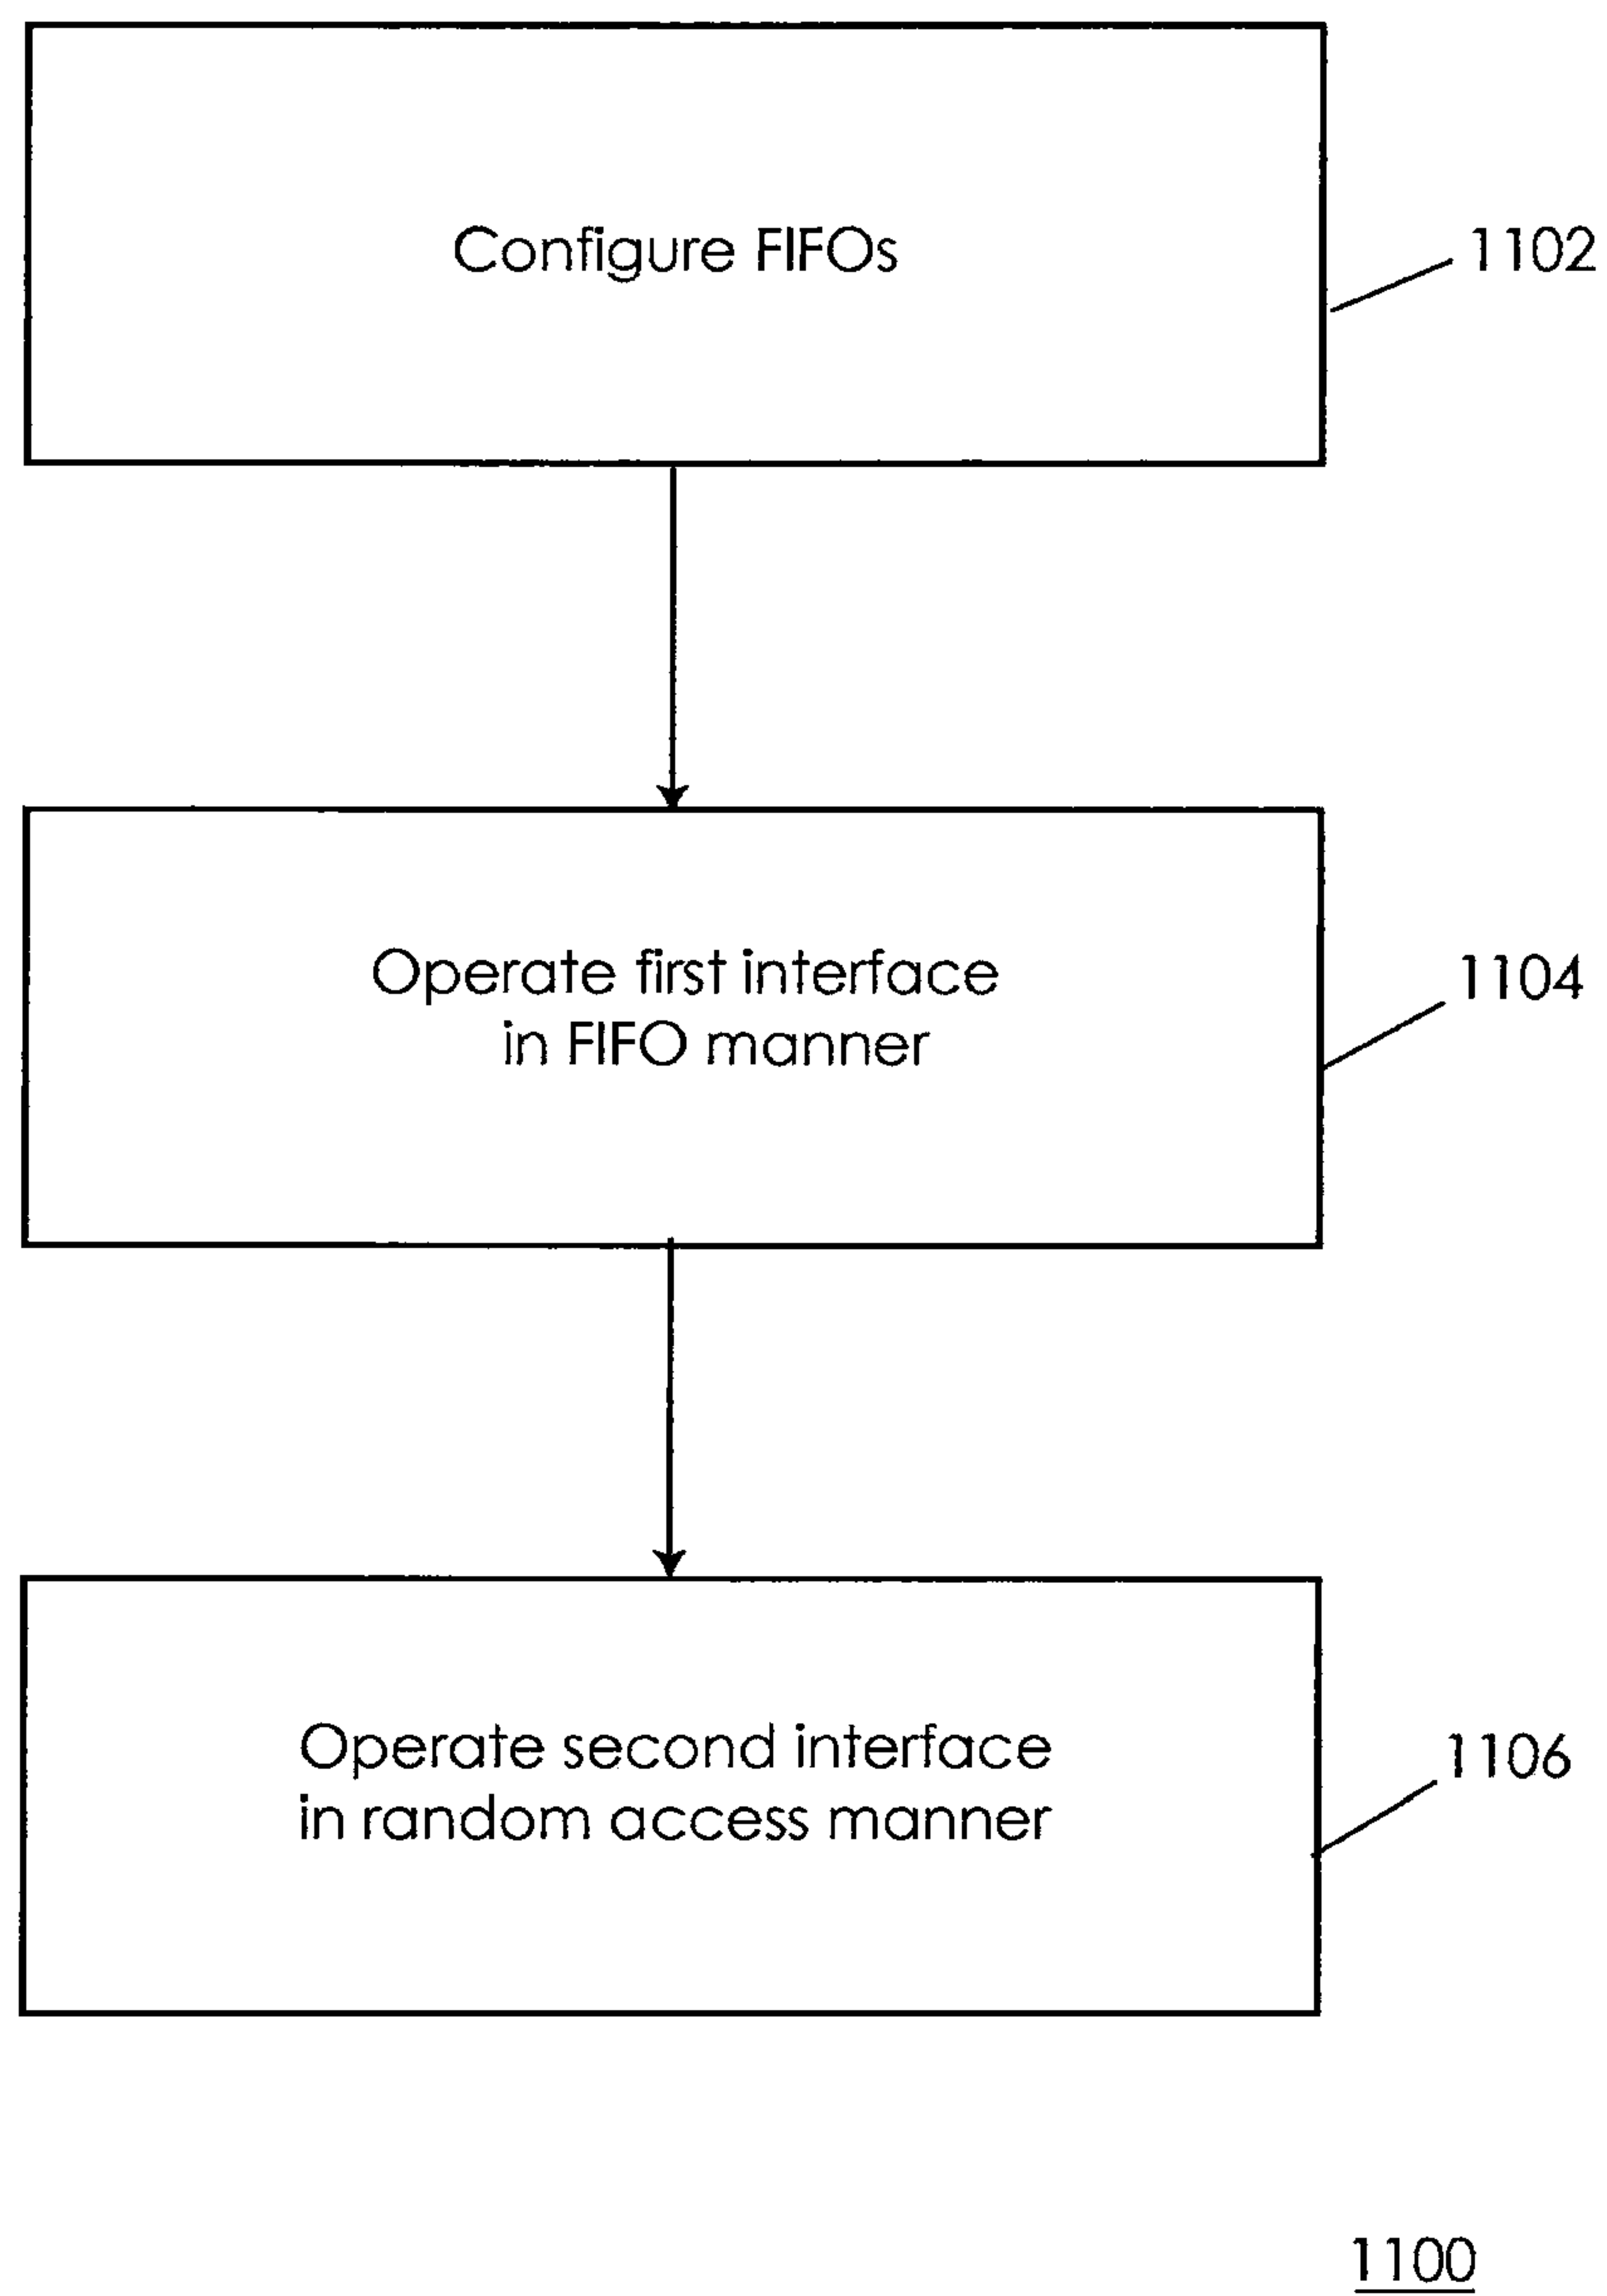 Configure FIFOs
1102
Operate first interface
in FIFO manner
1104
Operate second interface
in random access manner
1106
1100